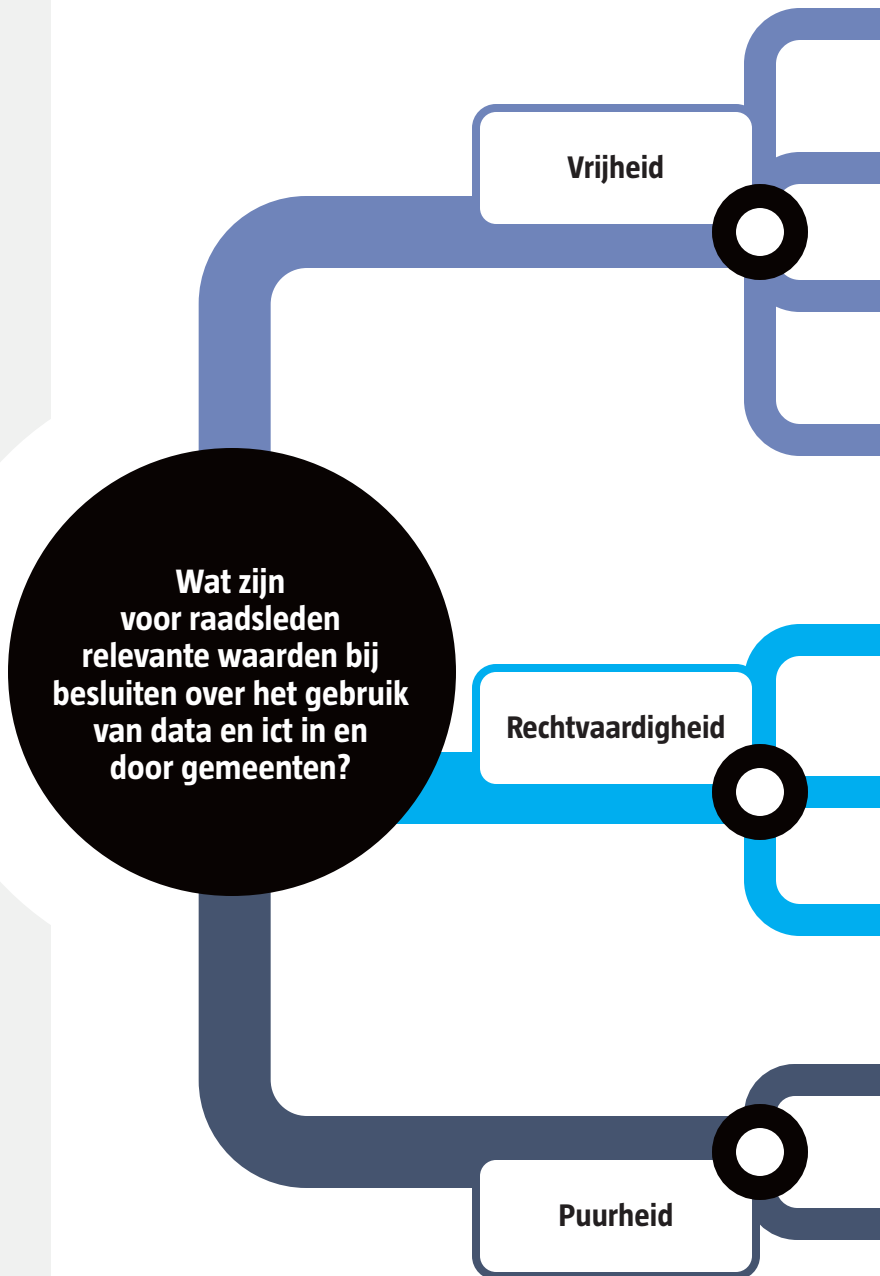 Vrijheid
Wat zijn
voor raadsleden
relevante waarden bij
besluiten over het gebruik
van data en ict in en
door gemeenten?
Rechtvaardigheid
Puurheid